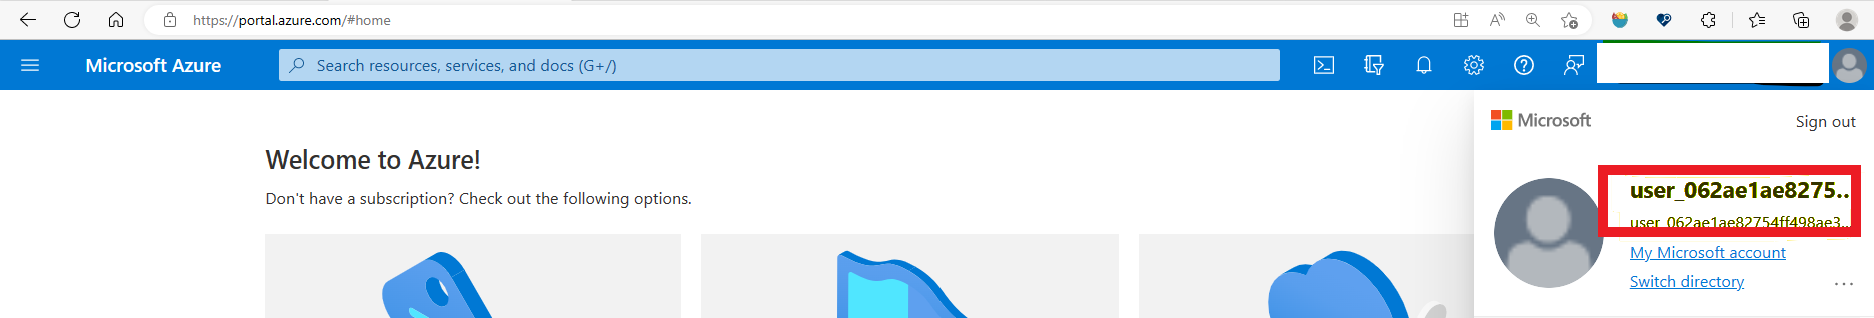 https://portal.azure.com/#home
Microsoft Azure
Search resources, services, and docs (G+/)
Microsoft
Sign out
Welcome to Azure!
Don't have a subscription? Check out the following options.
user_062ae1ae8275...
user_062ae1ae82754ff498ae3...
My Microsoft account
Switch directory